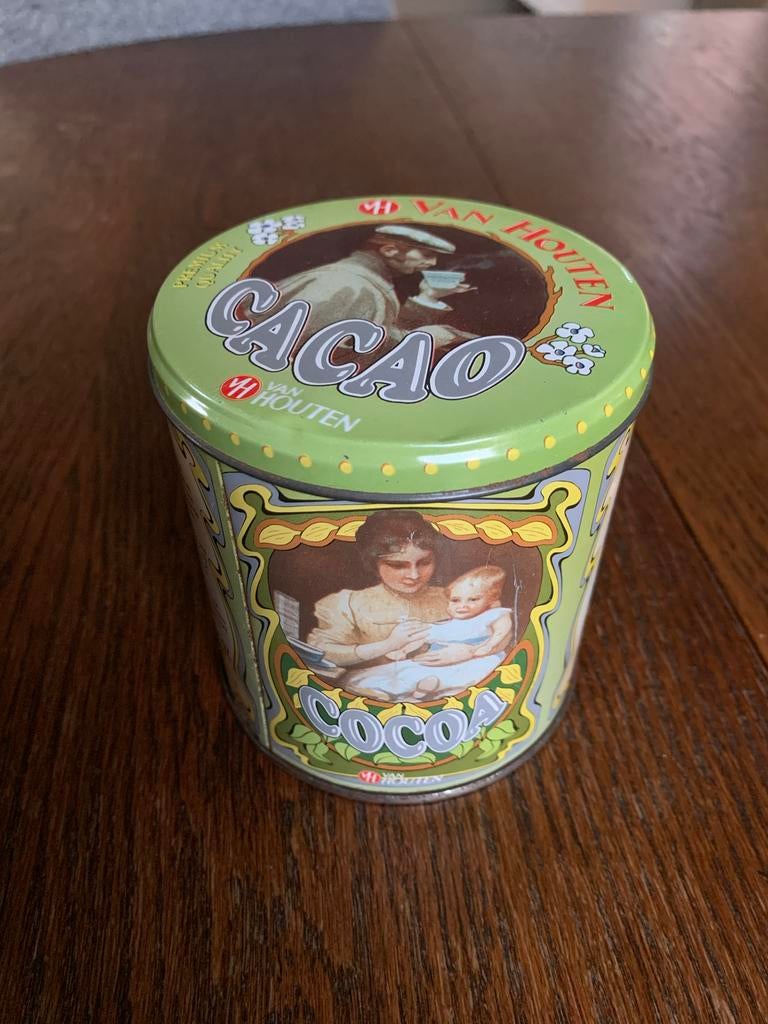 VH VAN HOUTEN
PREMIUM
QUALITY
CACAO
VH VAN
HOUTEN
COCOA
VH VAN
HOUTEN